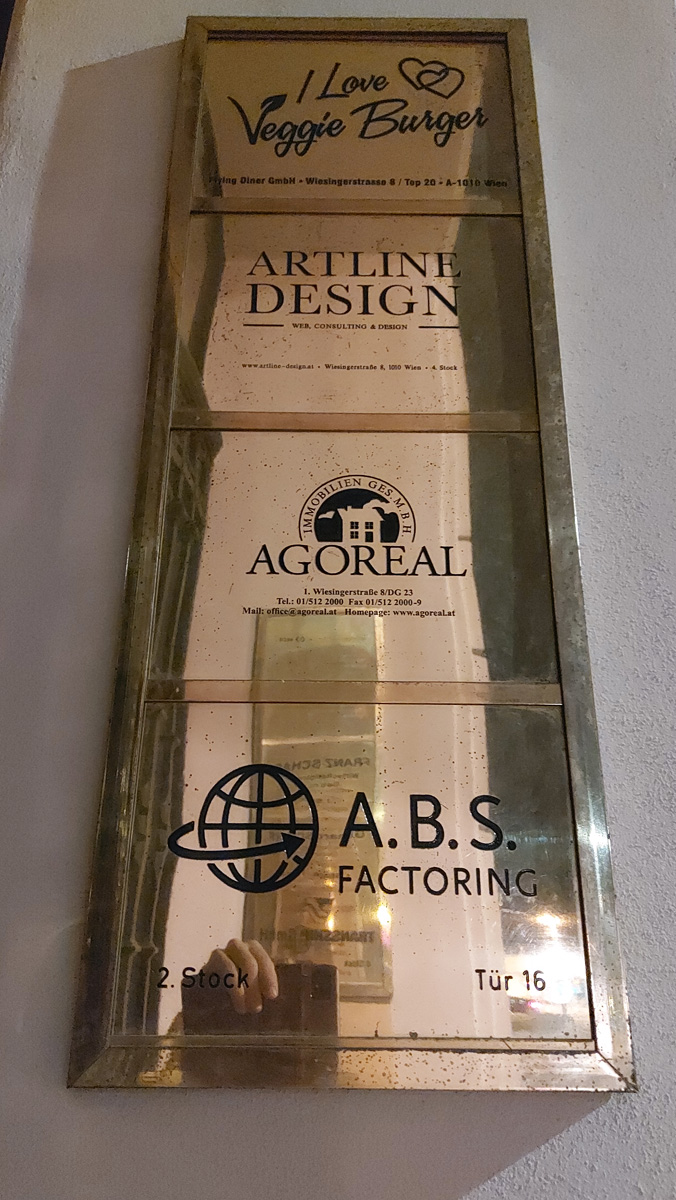 I Love
Veggie Burger
Flying Diner GmbH • Wiesingerstrasse 8 / Top 20 • A-1010 Wien
ARTLINE
DESIGN
WEB, CONSULTING & DESIGN
www.artline-design.at • Wiesingerstraße 8, 1010 Wien • 4. Stock
IMMOBILIEN GES.M.B.H.
AGOREAL
1. Wiesingerstraße 8/DG 23
Tel.: 01/512 2000 Fax 01/512 2000-9
Mail: office@agoreal.at Homepage: www.agoreal.at
A.B.S.
FACTORING
2. Stock Tür 16